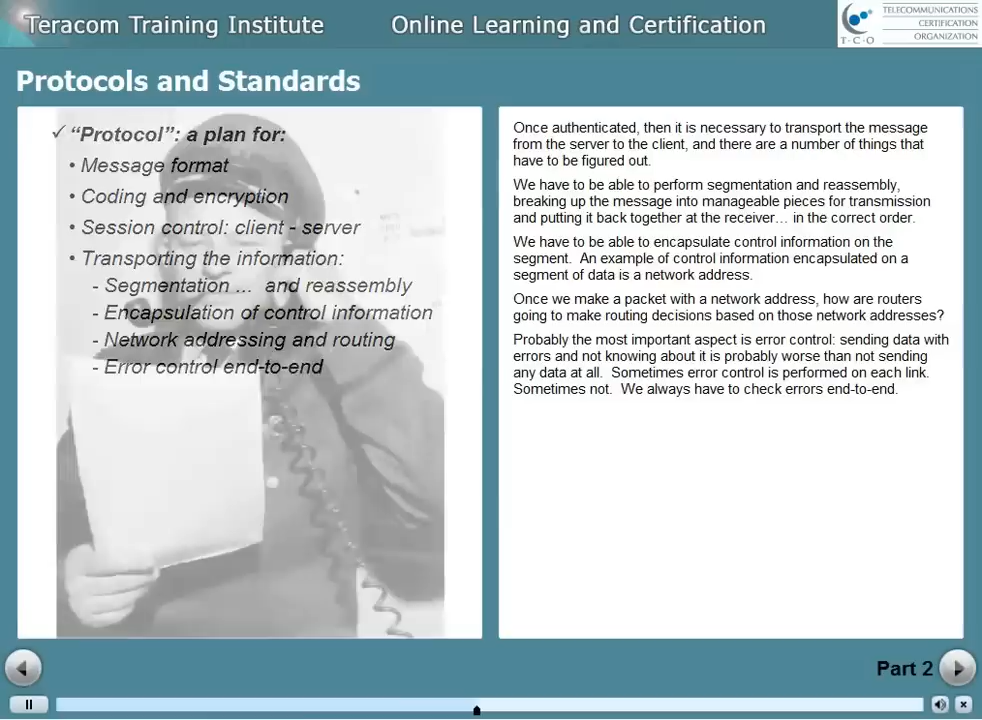 Teracom Training Institute
Online Learning and Certification
TELECOMMUNICATIONS
CERTIFICATION
ORGANIZATION
T-C-O
Protocols and Standards
✓ “Protocol”: a plan for:
• Message format
• Coding and encryption
• Session control: client - server
• Transporting the information:
- Segmentation ... and reassembly
- Encapsulation of control information
- Network addressing and routing
- Error control end-to-end
Once authenticated, then it is necessary to transport the message
from the server to the client, and there are a number of things that
have to be figured out.
We have to be able to perform segmentation and reassembly,
breaking up the message into manageable pieces for transmission
and putting it back together at the receiver... in the correct order.
We have to be able to encapsulate control information on the
segment. An example of control information encapsulated on a
segment of data is a network address.
Once we make a packet with a network address, how are routers
going to make routing decisions based on those network addresses?
Probably the most important aspect is error control: sending data with
errors and not knowing about it is probably worse than not sending
any data at all. Sometimes error control is performed on each link.
Sometimes not. We always have to check errors end-to-end.
Part 2